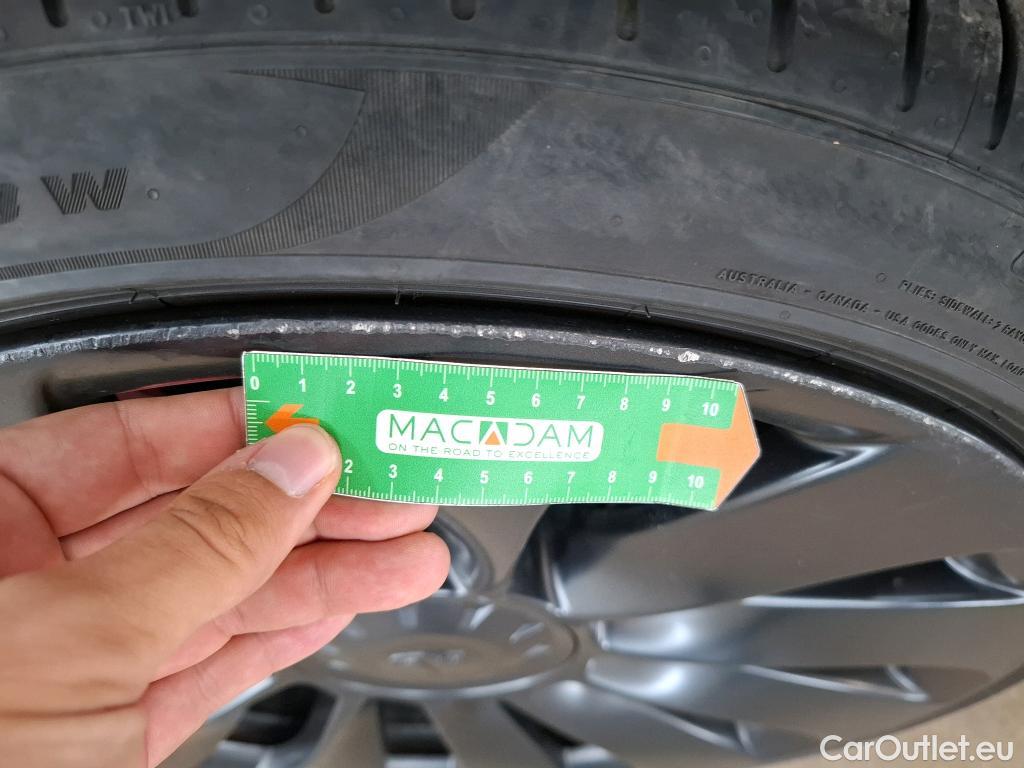 TWI
W
AUSTRALIA - CANADA - USA CODES ONLY MAX. LOAD
PLIES: SIDEWALL: 2 RAYO
0 1 2 3 4 5 6 7 8 9 10
MACADAM
ON THE ROAD TO EXCELLENCE
2 3 4 5 6 7 8 9 10
CarOutlet.eu